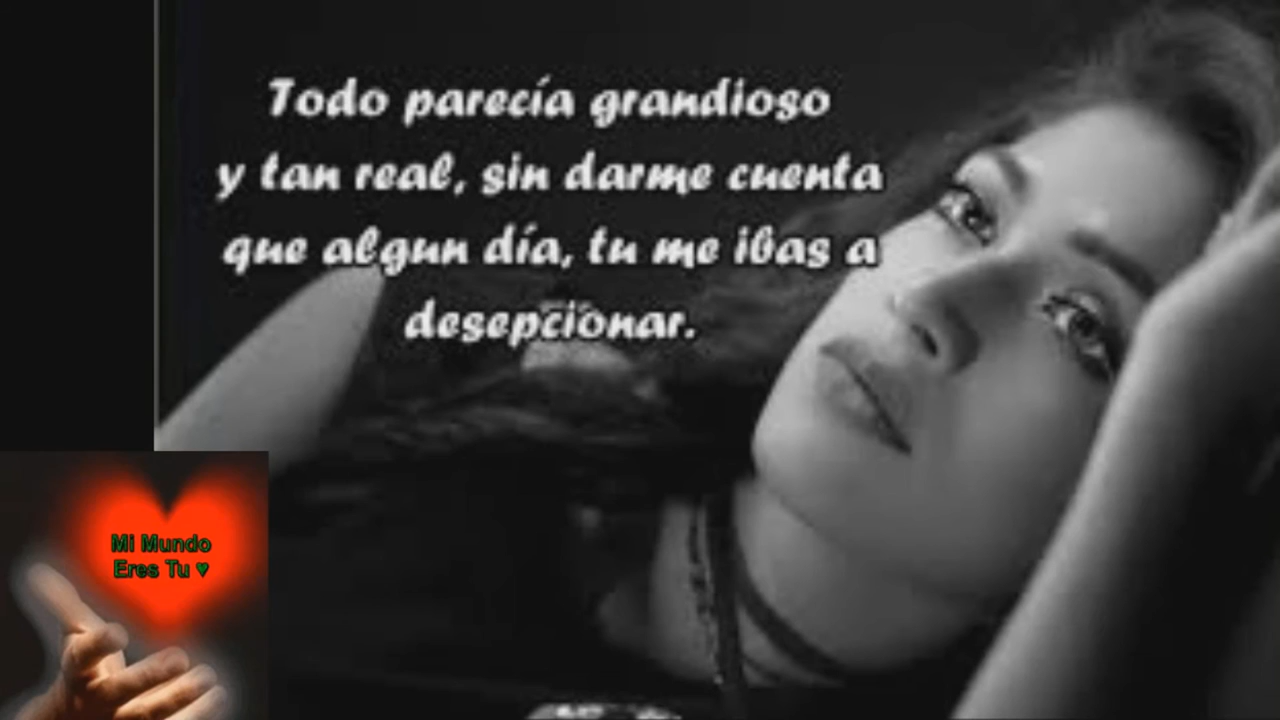 Todo parecía grandioso
y tan real, sin darme cuenta
que algun día, tu me ibas a
desepcionar.
Mi Mundo
Eres Tu ♥